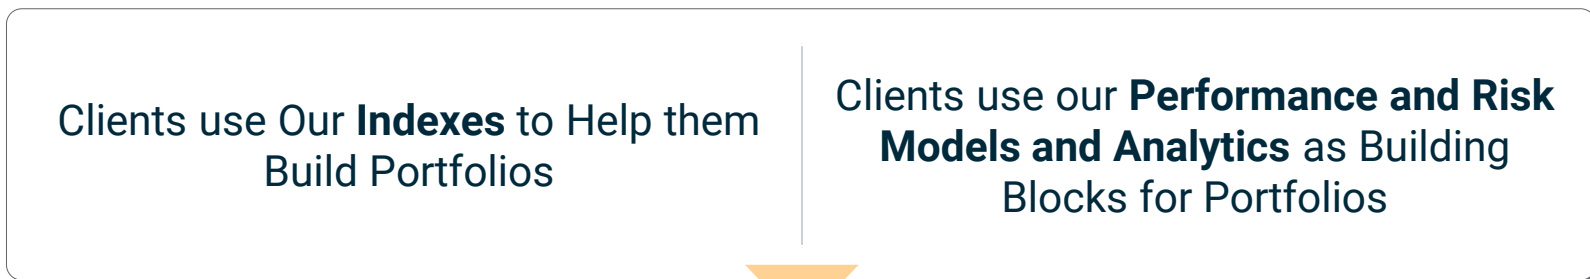 Clients use Our Indexes to Help them
Build Portfolios
Clients use our Performance and Risk
Models and Analytics as Building
Blocks for Portfolios